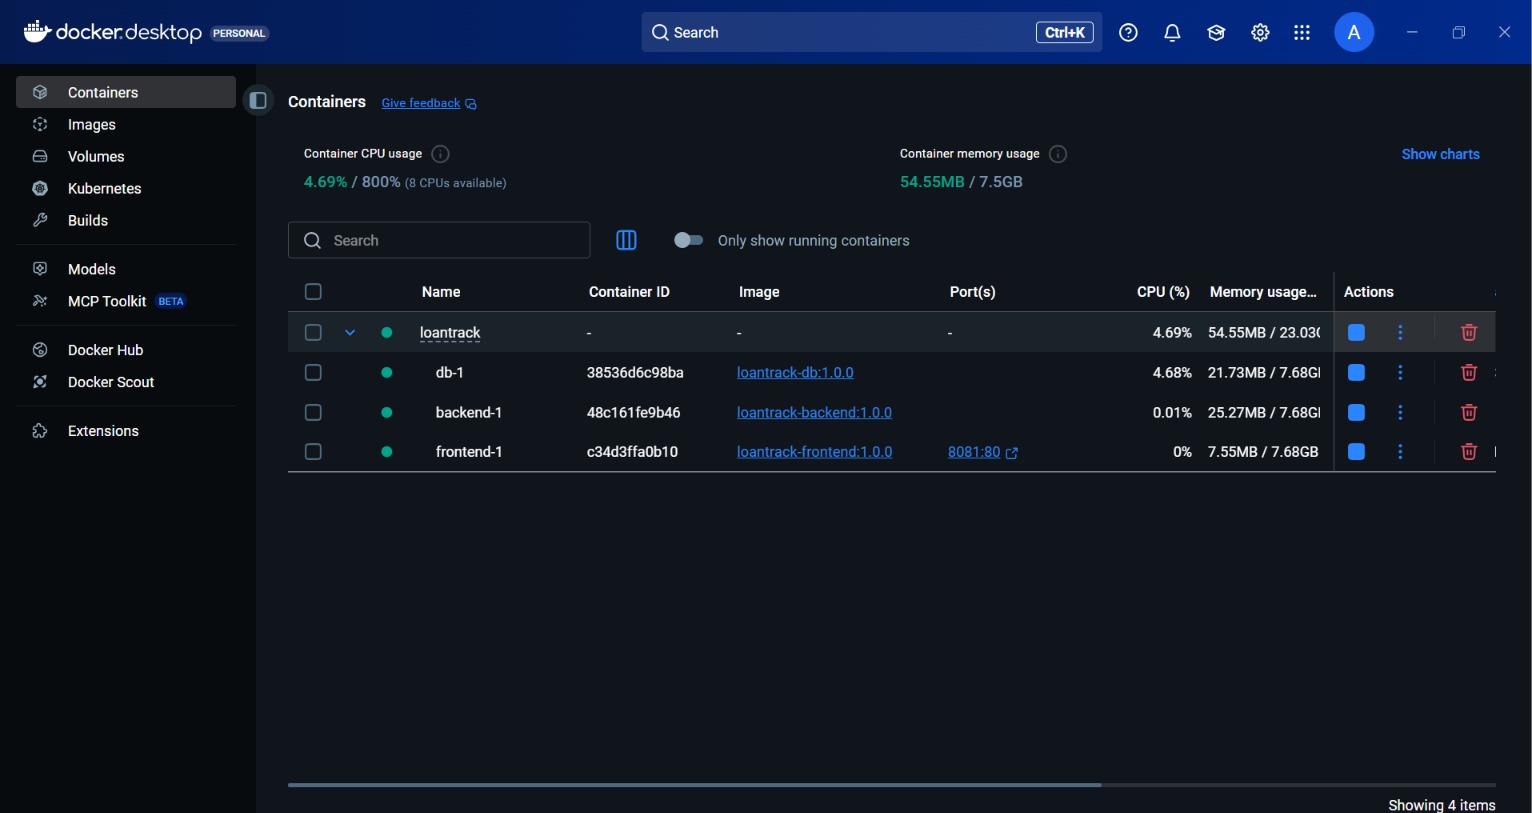 docker.desktop PERSONAL
Search Ctrl+K
A
Containers
Images
Volumes
Kubernetes
Builds
Models
MCP Toolkit BETA
Docker Hub
Docker Scout
Extensions
Containers Give feedback
Container CPU usage
4.69% / 800% (8 CPUs available)
Container memory usage
54.55MB / 7.5GB
Show charts
Search
Only show running containers
Name Container ID Image Port(s) CPU (%) Memory usage... Actions
loantrack - - - 4.69% 54.55MB / 23.03
db-1 38536d6c98ba loantrack-db:1.0.0 4.68% 21.73MB / 7.68G
backend-1 48c161fe9b46 loantrack-backend:1.0.0 0.01% 25.27MB / 7.68G
frontend-1 c34d3ffa0b10 loantrack-frontend:1.0.0 8081:80 0% 7.55MB / 7.68GB
Showing 4 items